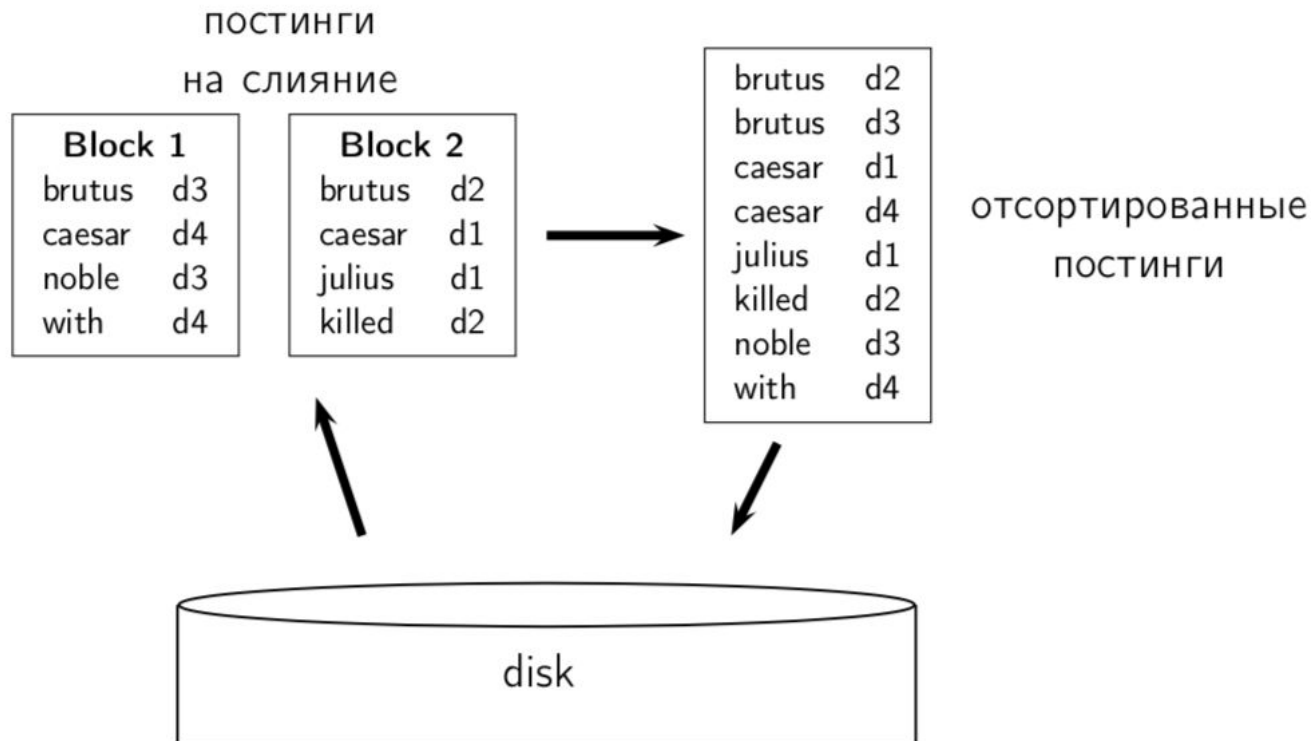 постинги
на слияние
Block 1
brutus d3
caesar d4
noble d3
with d4
Block 2
brutus d2
caesar d1
julius d1
killed d2
brutus d2
brutus d3
caesar d1
caesar d4
julius d1
killed d2
noble d3
with d4
отсортированные
постинги
disk